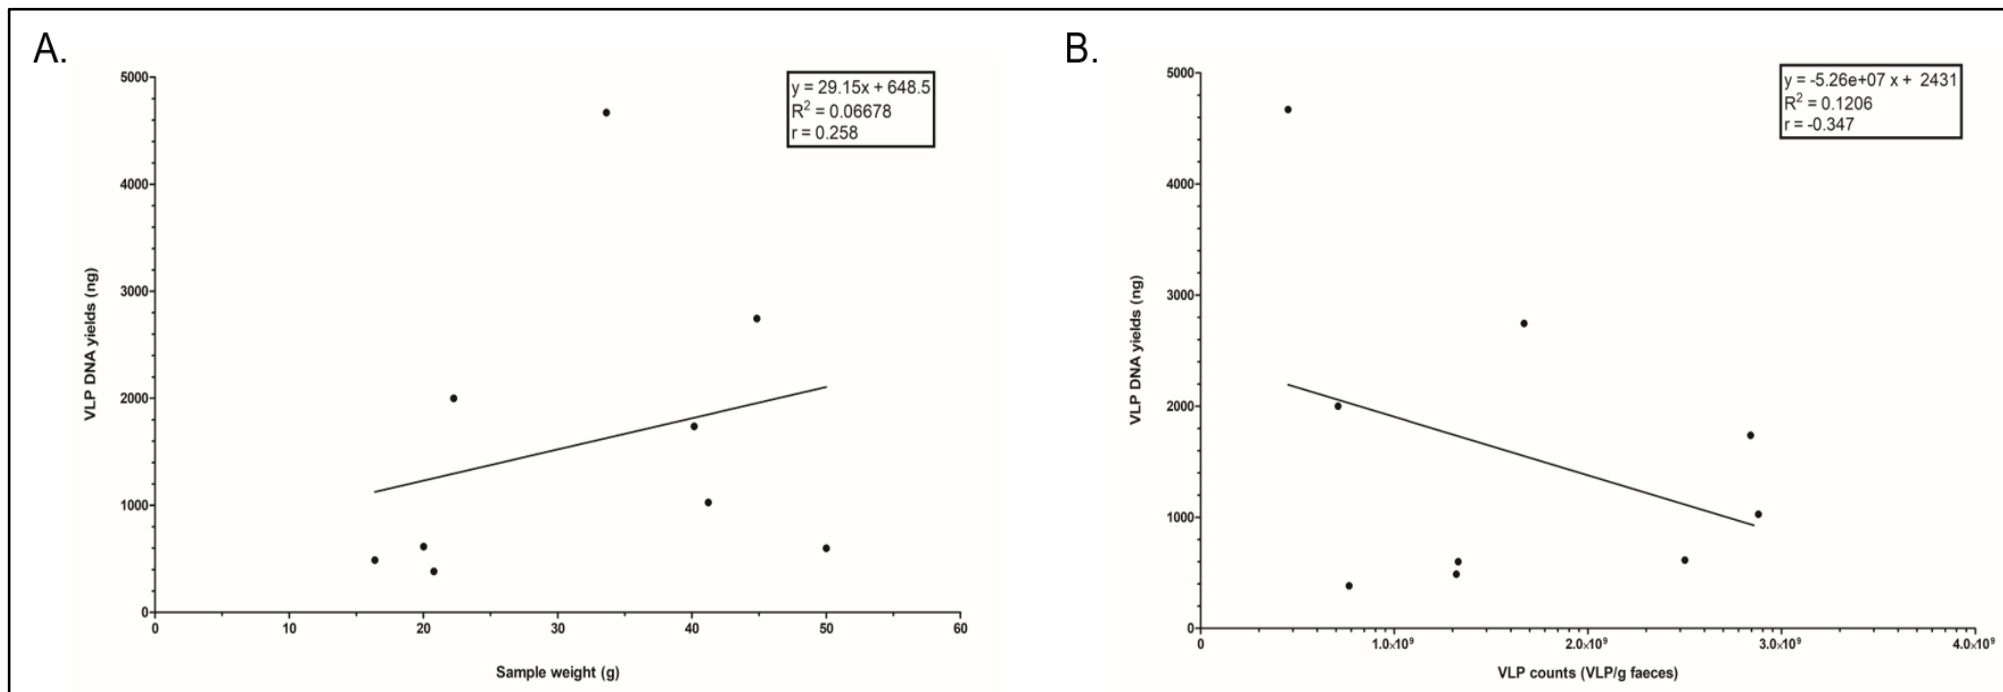 A.
5000
4000
3000
2000
1000
0
VLP DNA yields (ng)
y = 29.15x + 648.5
R² = 0.06678
r = 0.258
0 10 20 30 40 50 60
Sample weight (g)
B.
5000
4000
3000
2000
1000
0
VLP DNA yields (ng)
y = -5.26e+07 x + 2431
R² = 0.1206
r = -0.347
0 1.0×10⁹ 2.0×10⁹ 3.0×10⁹ 4.0×10⁹
VLP counts (VLP/g faeces)